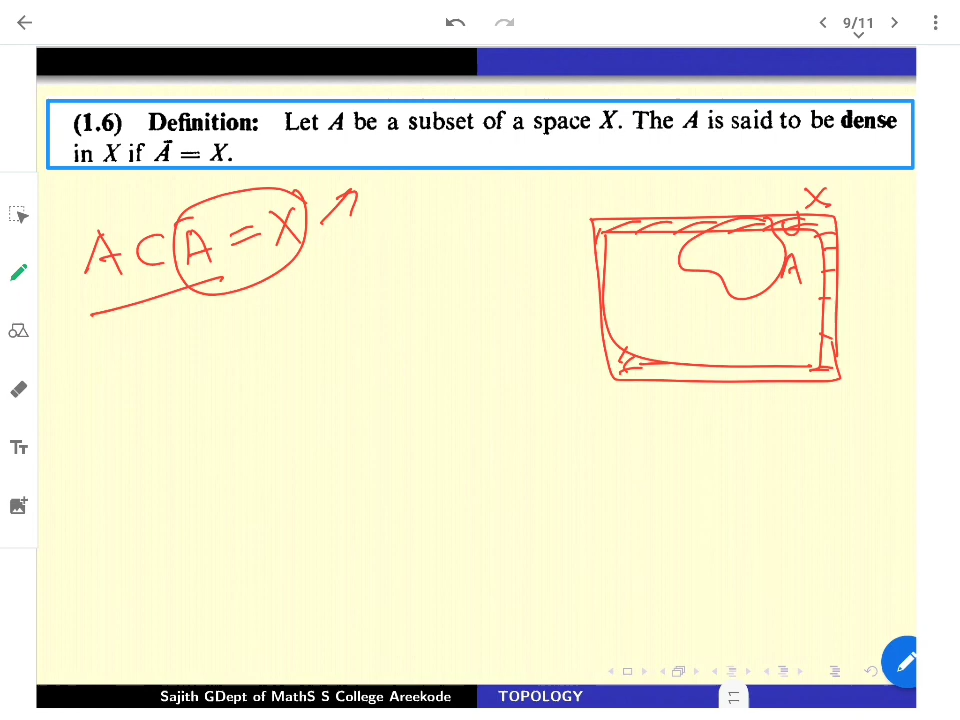 9/11
(1.6) Definition: Let A be a subset of a space X. The A is said to be dense
in X if Ā = X.
A ⊂ A = X
X
A
Tт
Sajith GDept of MathS S College Areekode
TOPOLOGY
11